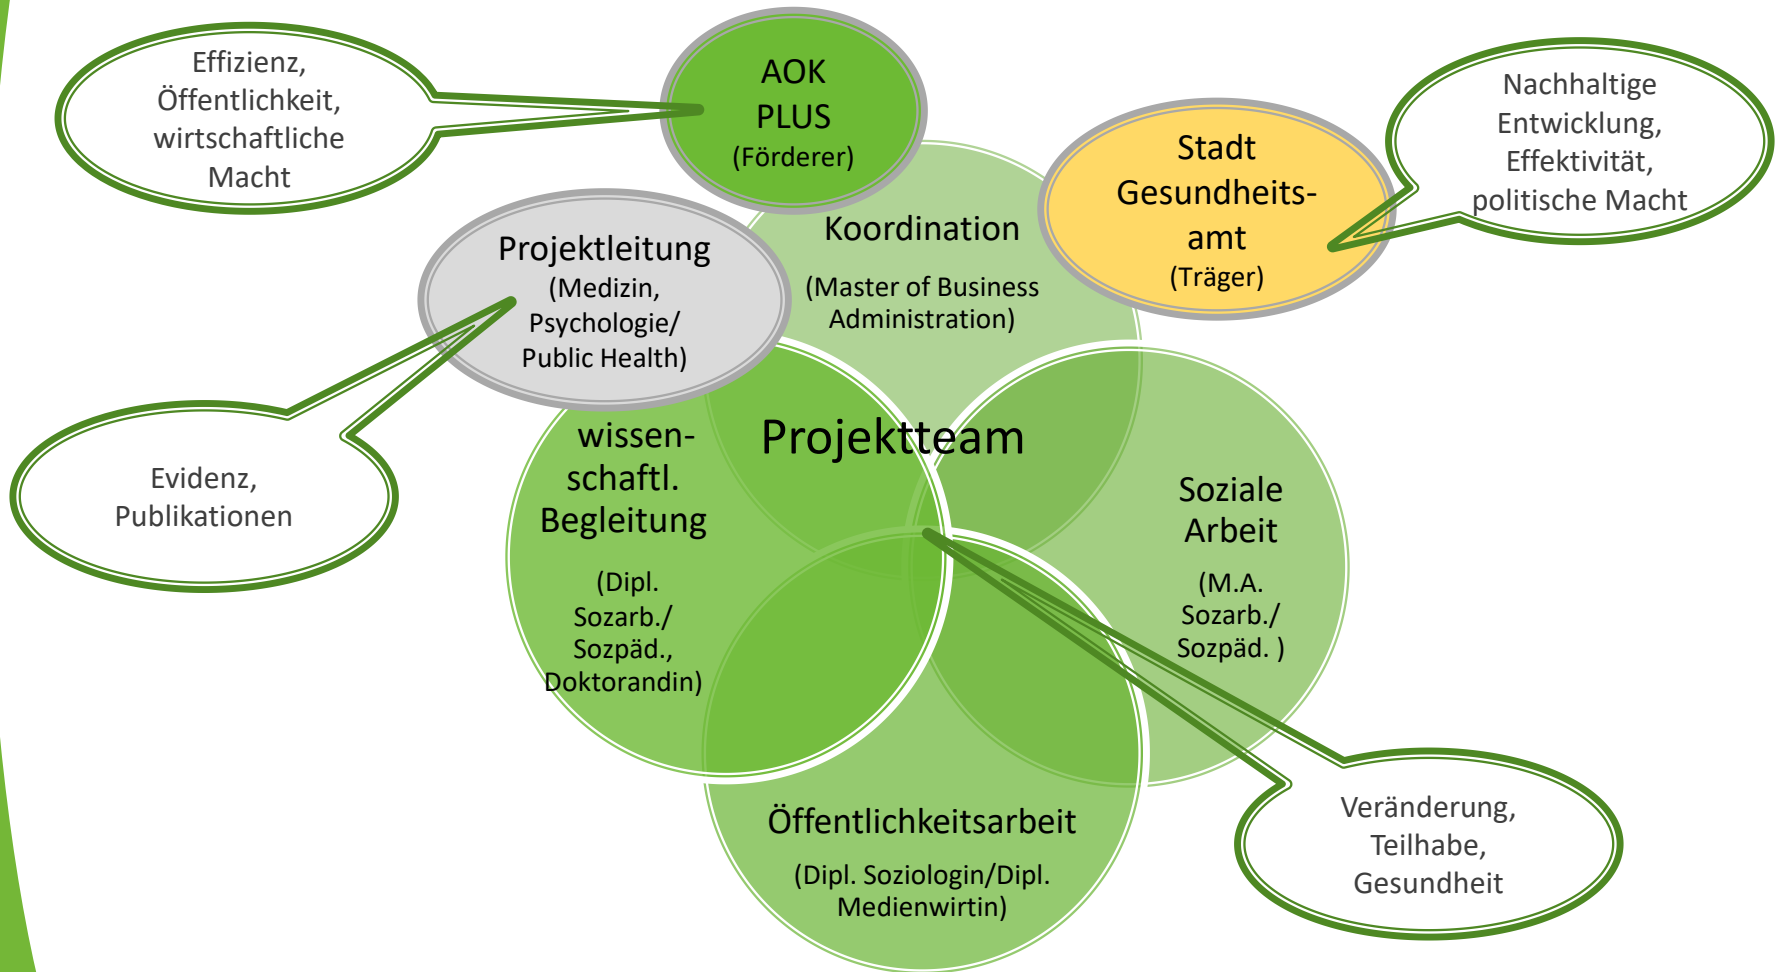 Effizienz,
Öffentlichkeit,
wirtschaftliche
Macht
AOK
PLUS
(Förderer)
Stadt
Gesundheits-
amt
(Träger)
Nachhaltige
Entwicklung,
Effektivität,
politische Macht
Projektleitung
(Medizin,
Psychologie/
Public Health)
Koordination
(Master of Business
Administration)
Evidenz,
Publikationen
Projektteam
wissen-
schaftl.
Begleitung
(Dipl.
Sozarb./
Sozpäd.,
Doktorandin)
Soziale
Arbeit
(M.A.
Sozarb./
Sozpäd. )
Öffentlichkeitsarbeit
(Dipl. Soziologin/Dipl.
Medienwirtin)
Veränderung,
Teilhabe,
Gesundheit